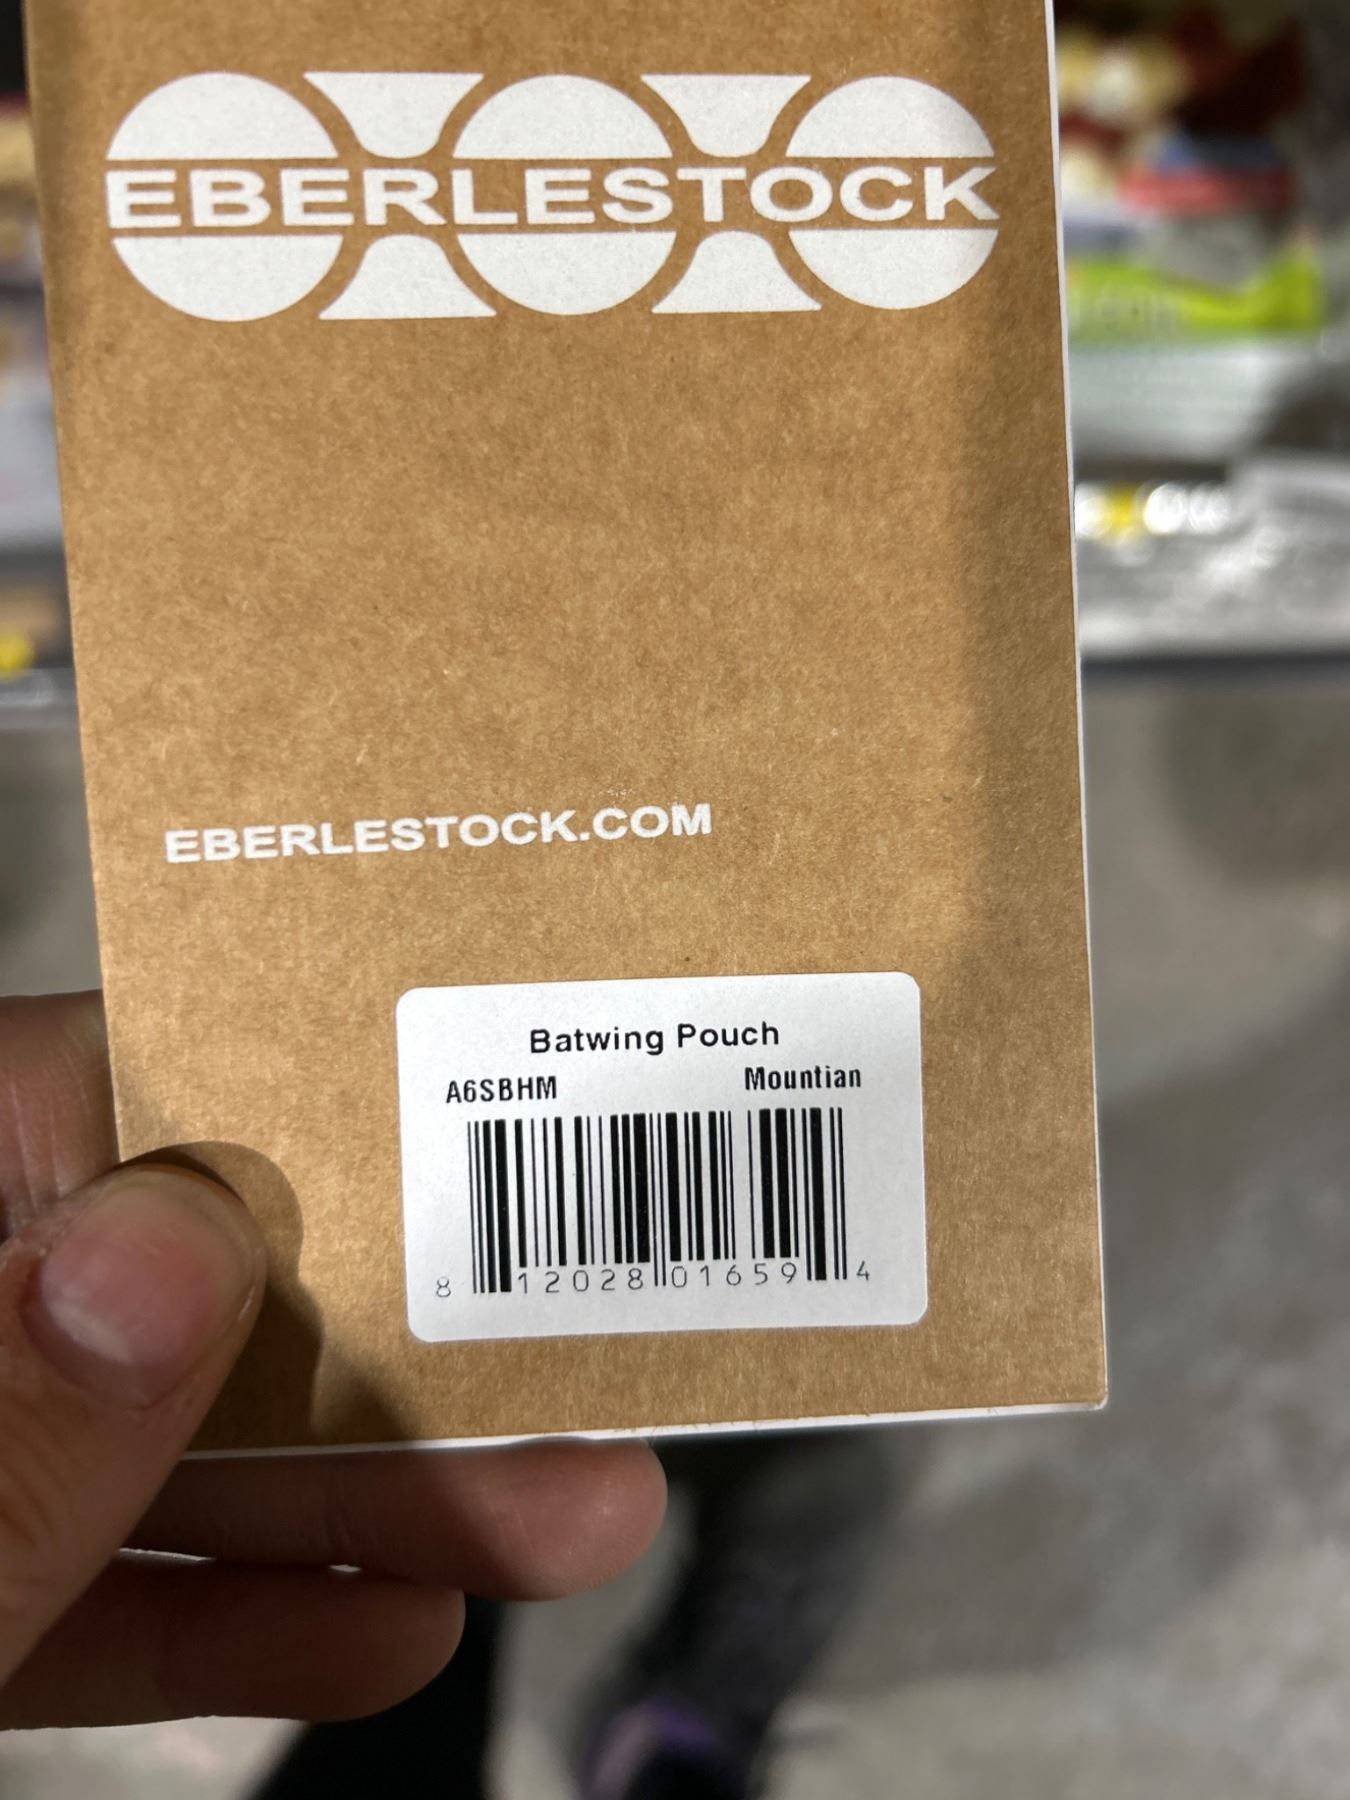 EBERLESTOCK
EBERLESTOCK.COM
Batwing Pouch
A6SBHM Mountian
8 12028 01659 4